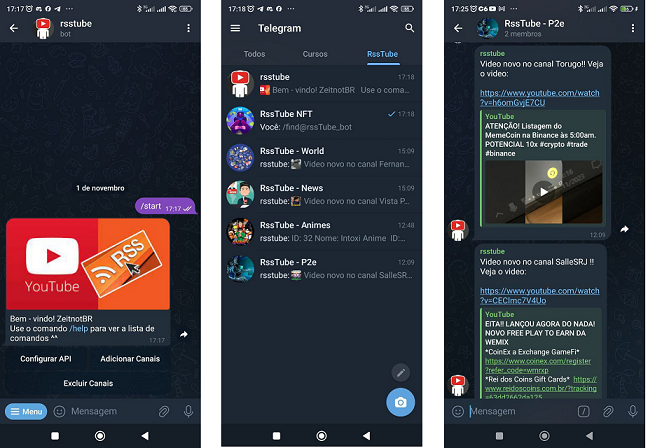 17:17
rsstube
bot
1 de novembro
/start
17:17
YouTube
RSS
Bem - vindo! ZeitnotBR
Use o comando /help para ver a lista de
comandos ^^
17:17
Configurar API
Adicionar Canais
Excluir Canais
Menu
Mensagem
17:18
Telegram
Todos
Cursos
RssTube
rsstube
17:18
Bem - vindo! ZeitnotBR Use o come...
RssTube NFT
17:18
Você: /find@rssTube_bot
RssTube - World
15:09
rsstube: Video novo no canal Fernan...
RssTube - News
15:09
rsstube: Video novo no canal Vista P...
RssTube - Animes
12:48
rsstube: ID: 32 Nome: Intoxi Anime ID:...
RssTube - P2e
12:09
rsstube: Video novo no canal SalleSR...
17:25
RssTube - P2e
2 membros
rsstube
Video novo no canal Torugo!! Veja
o video:
https://www.youtube.com/watch
?v=h6omGvjE7CU
YouTube
ATENÇÃO! Listagem do
MemeCoin na Binance às 5:00am.
POTENCIAL 10x #crypto #trade
#binance
12:09
rsstube
Video novo no canal SalleSRJ !!
Veja o video:
https://www.youtube.com/watch
?v=CECImc7V4Uo
YouTube
EITA!! LANÇOU AGORA DO NADA!
NOVO FREE PLAY TO EARN DA
WEMIX
*CoinEx a Exchange GameFi*
https://www.coinex.com/register
?refer_code=wmrxp
*Rei dos Coins Gift Cards* https://
www.reidoscoins.com.br/?tracking
=63dd2662da125
Mensagem